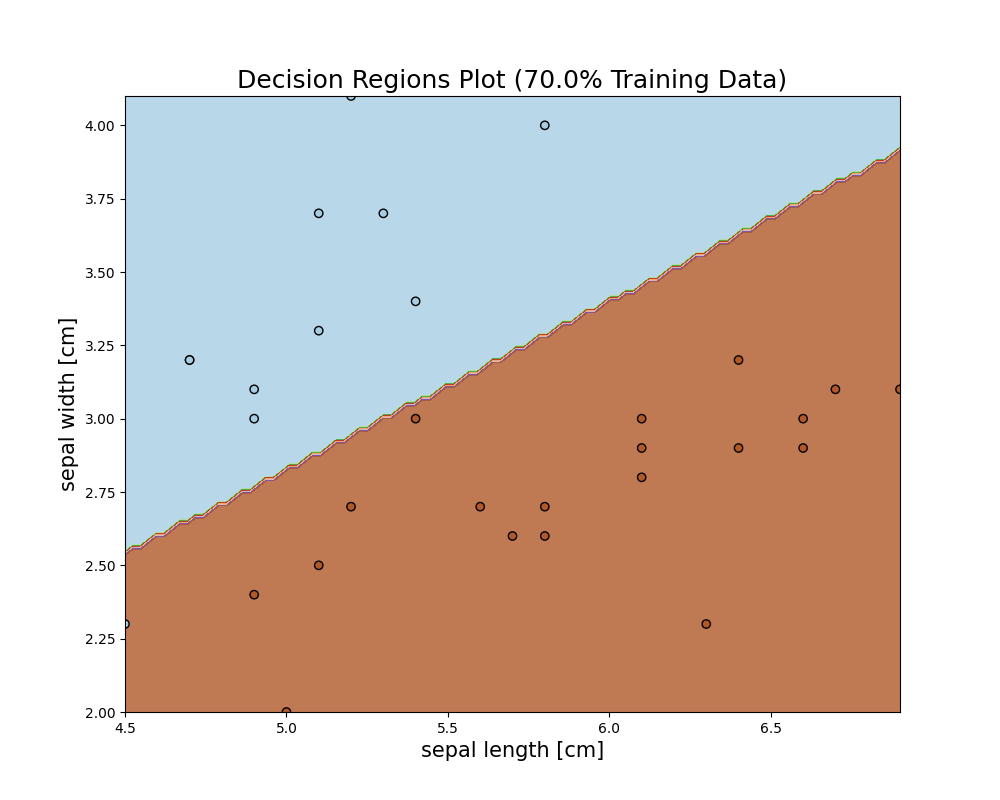 Decision Regions Plot (70.0% Training Data)
4.00
3.75
3.50
3.25
3.00
2.75
2.50
2.25
2.00
sepal width [cm]
4.5 5.0 5.5 6.0 6.5
sepal length [cm]